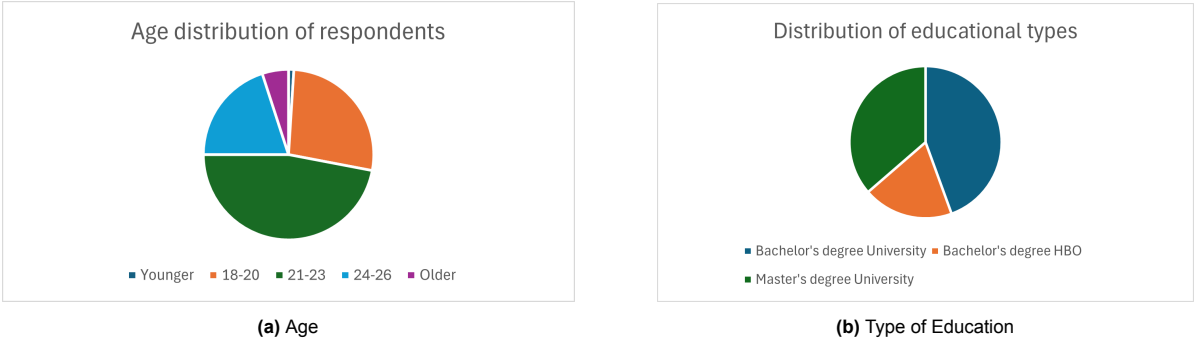 Age distribution of respondents
Younger 18-20 21-23 24-26 Older
(a) Age
Distribution of educational types
Bachelor's degree University Bachelor's degree HBO
Master's degree University
(b) Type of Education